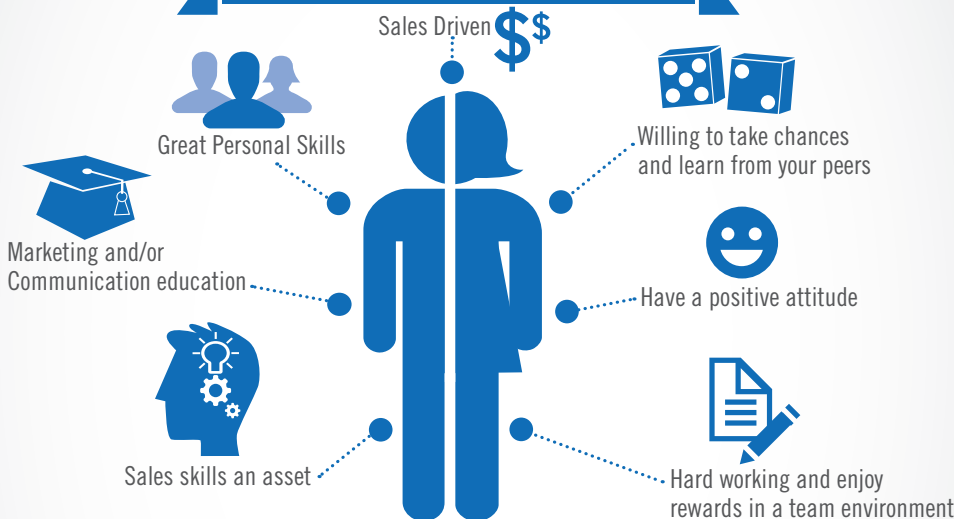 Sales Driven $$
Great Personal Skills
Willing to take chances
and learn from your peers
Marketing and/or
Communication education
Have a positive attitude
Sales skills an asset
Hard working and enjoy
rewards in a team environment